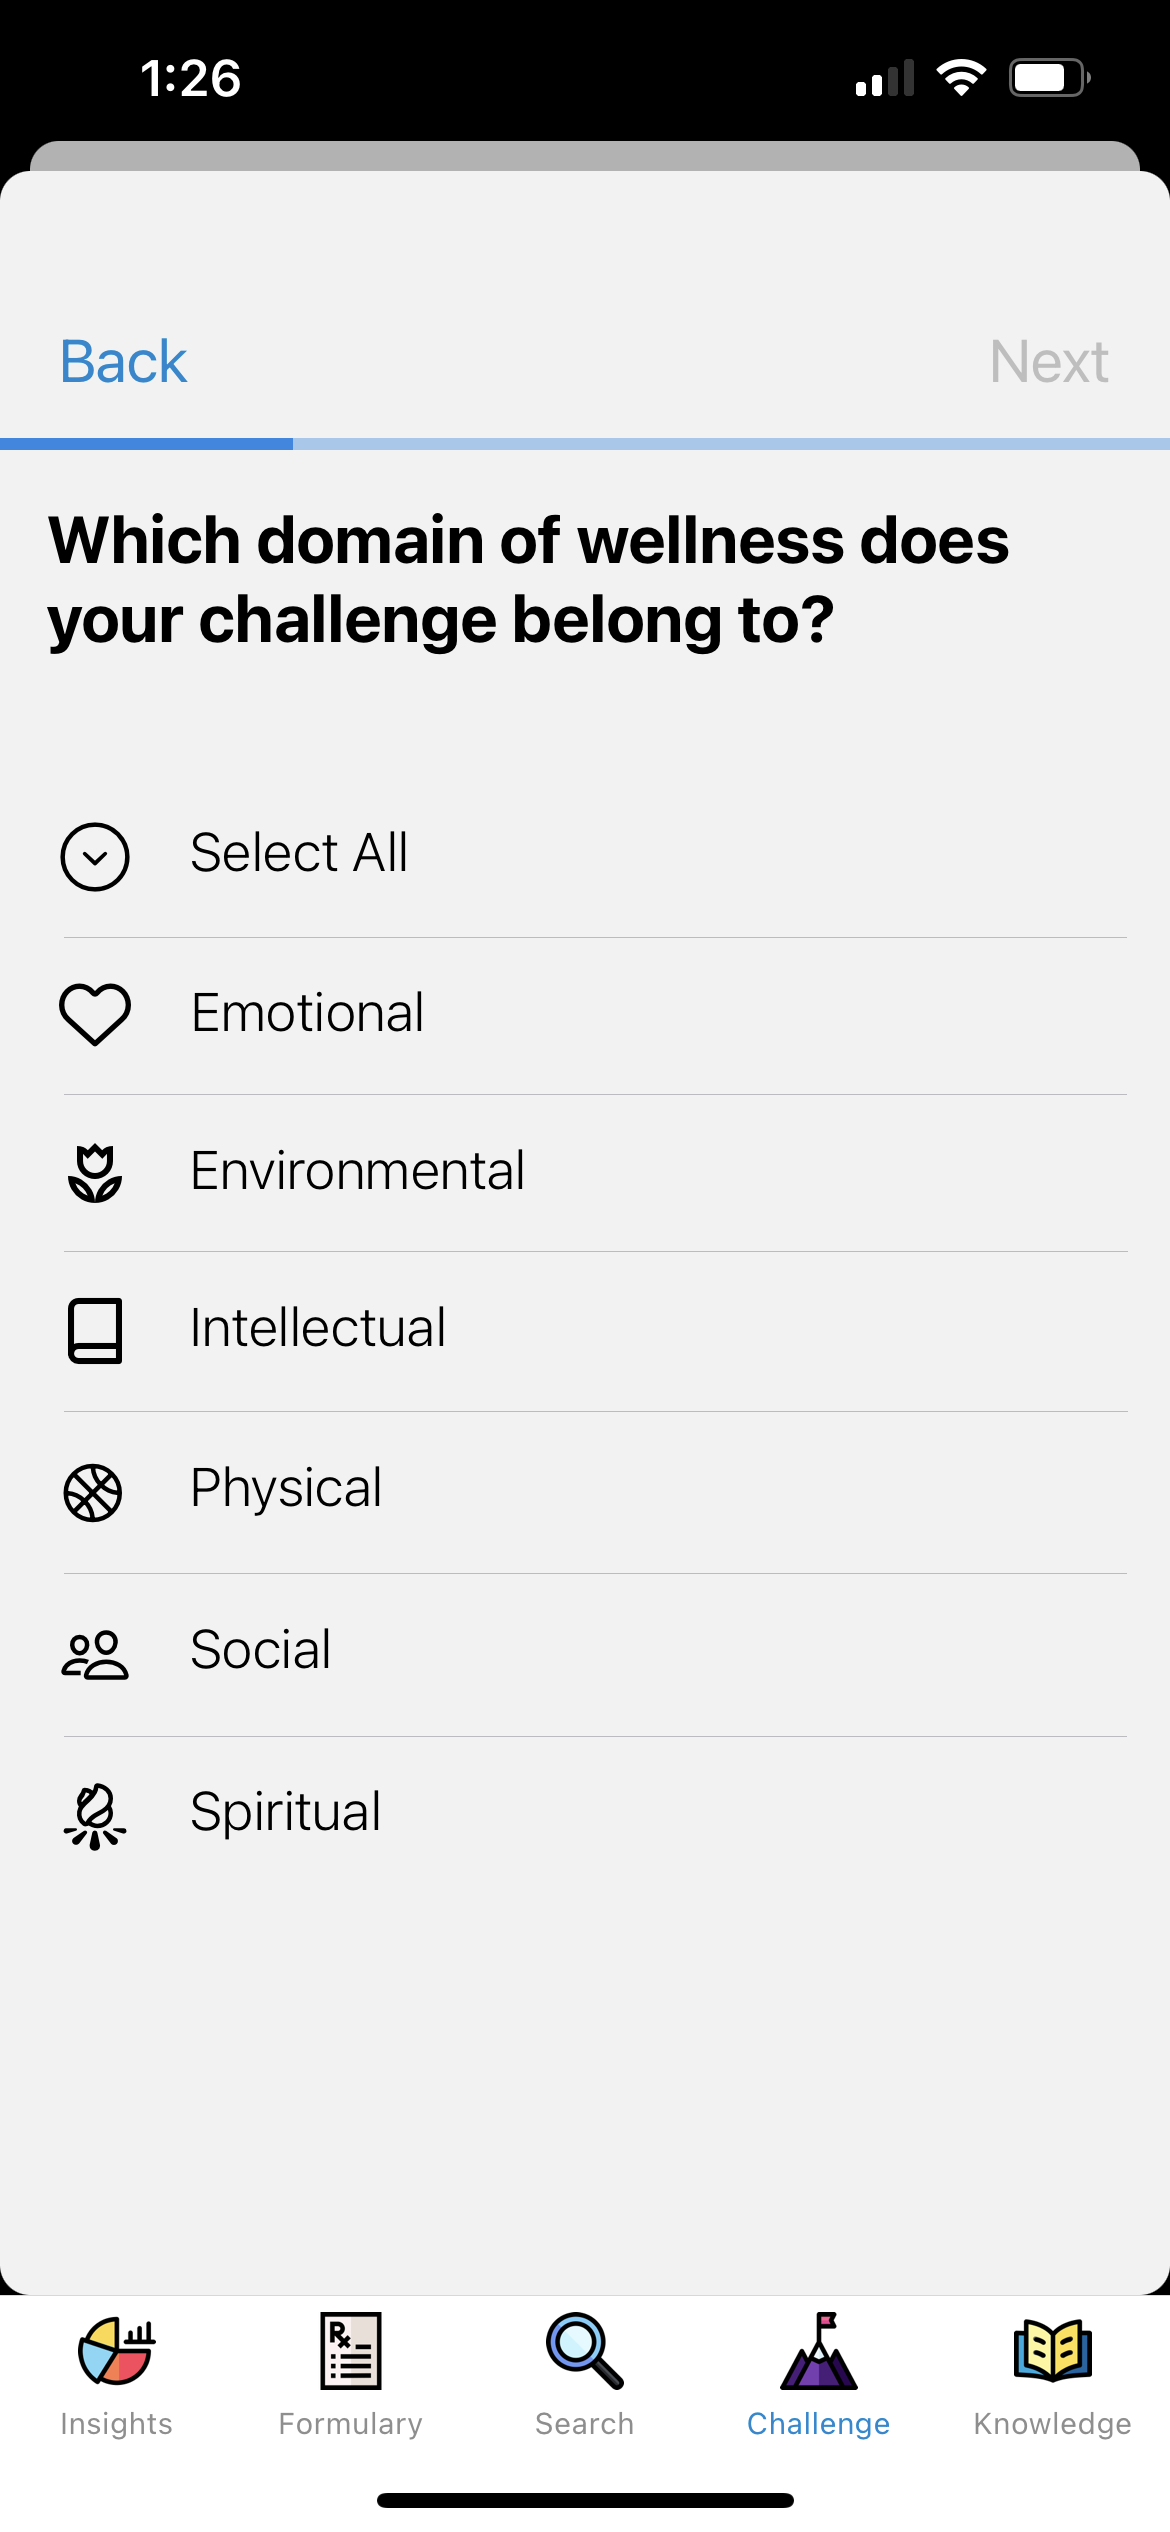 1:26
Back
Next
Which domain of wellness does
your challenge belong to?
Select All
Emotional
Environmental
Intellectual
Physical
Social
Spiritual
Rx
Insights
Formulary
Search
Challenge
Knowledge